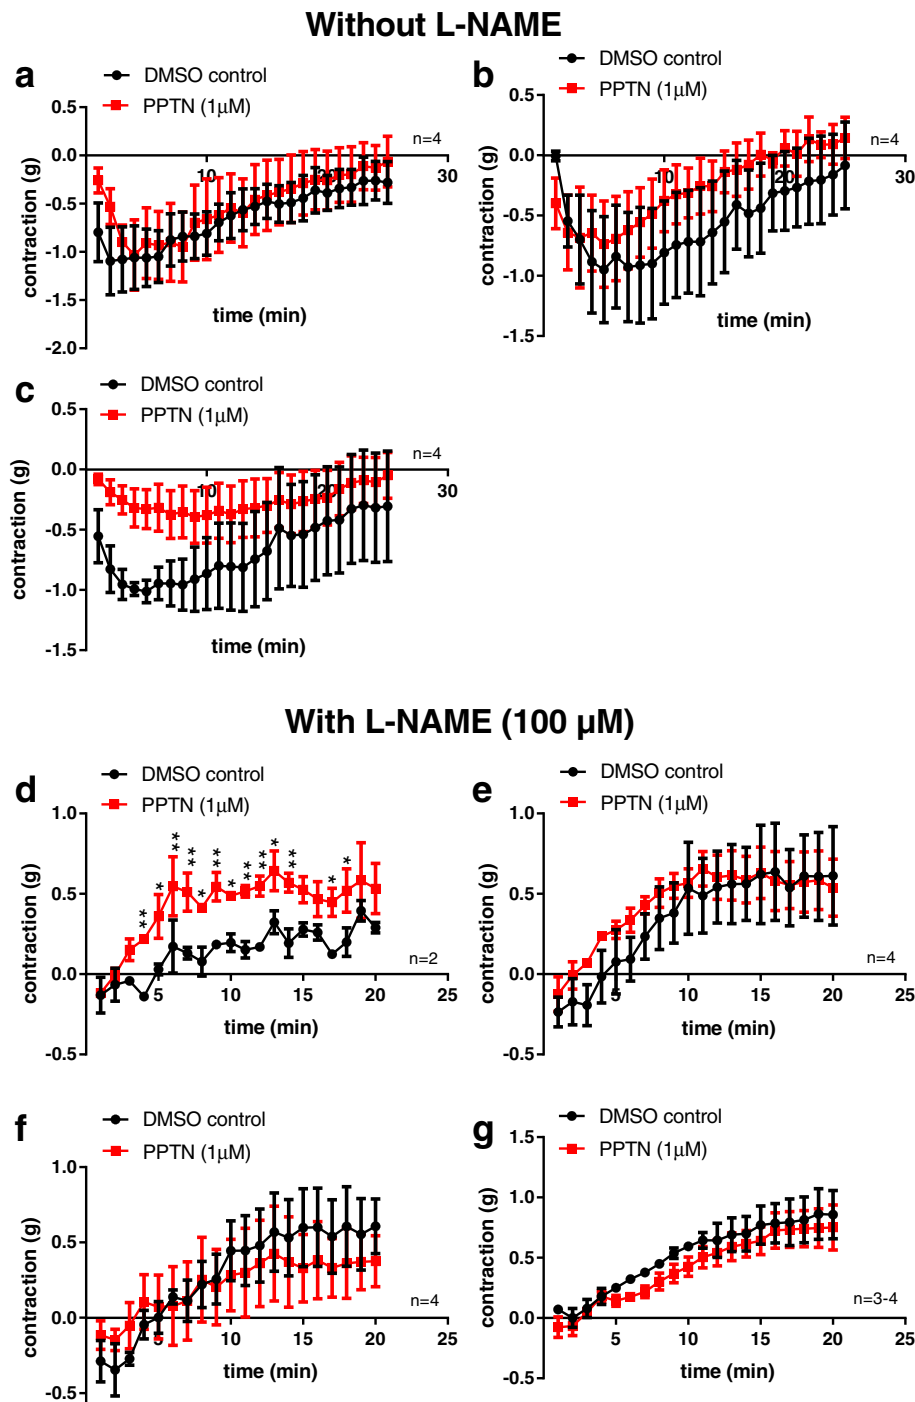 Without L-NAME
a
DMSO control
PPTN (1µM)
0.5
0.0
-0.5
-1.0
-1.5
-2.0
10
20
30
n=4
contraction (g)
time (min)
b
DMSO control
PPTN (1µM)
0.5
0.0
-0.5
-1.0
-1.5
10
20
30
n=4
contraction (g)
time (min)
c
DMSO control
PPTN (1µM)
0.5
0.0
-0.5
-1.0
-1.5
10
20
30
n=4
contraction (g)
time (min)
With L-NAME (100 µM)
d
DMSO control
PPTN (1µM)
1.0
0.5
0.0
-0.5
**
*
**
**
*
**
*
**
**
*
**
*
*
5
10
15
20
25
n=2
contraction (g)
time (min)
e
DMSO control
PPTN (1µM)
1.0
0.5
0.0
-0.5
5
10
15
20
25
n=4
contraction (g)
time (min)
f
DMSO control
PPTN (1µM)
1.0
0.5
0.0
-0.5
5
10
15
20
25
n=4
contraction (g)
time (min)
g
DMSO control
PPTN (1µM)
1.5
1.0
0.5
0.0
-0.5
5
10
15
20
25
n=3-4
contraction (g)
time (min)